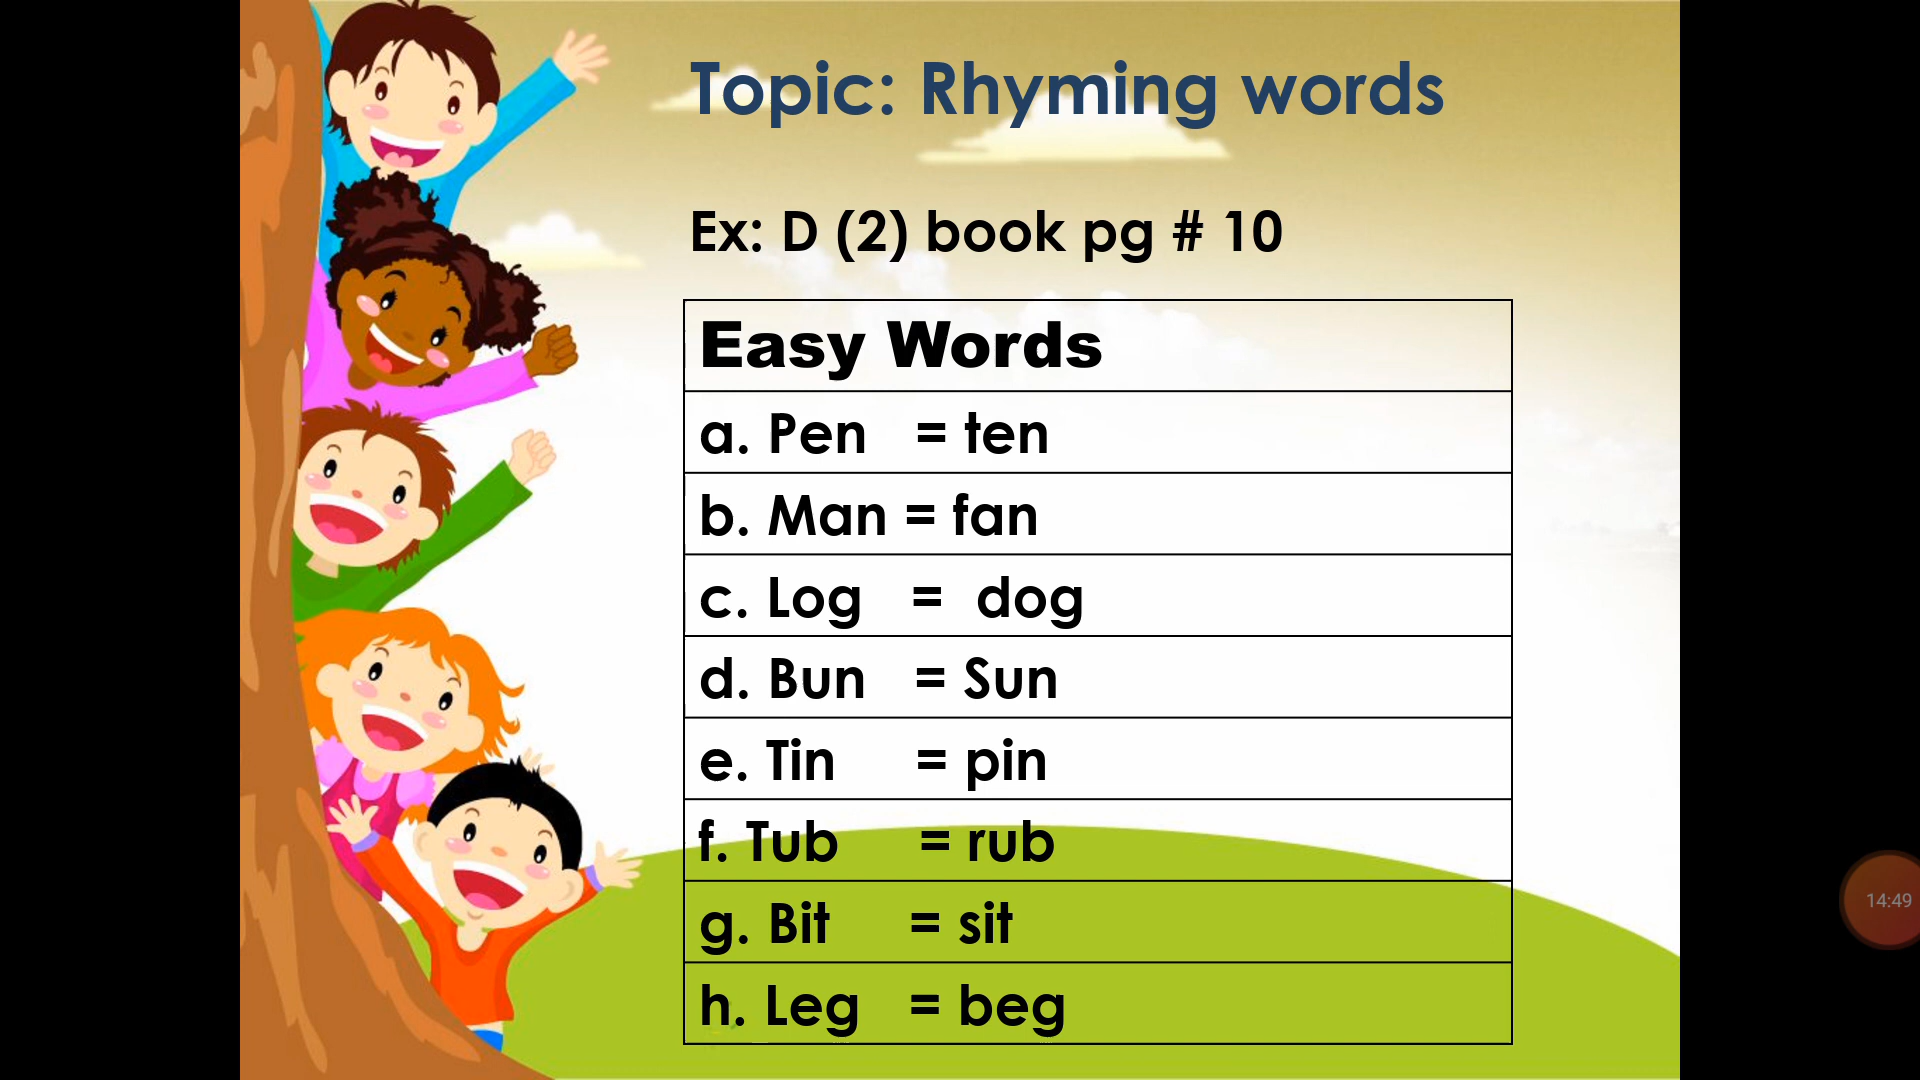 Topic: Rhyming words
Ex: D (2) book pg # 10
Easy Words
a. Pen = ten
b. Man = fan
c. Log = dog
d. Bun = Sun
e. Tin = pin
f. Tub = rub
g. Bit = sit
h. Leg = beg
14:49